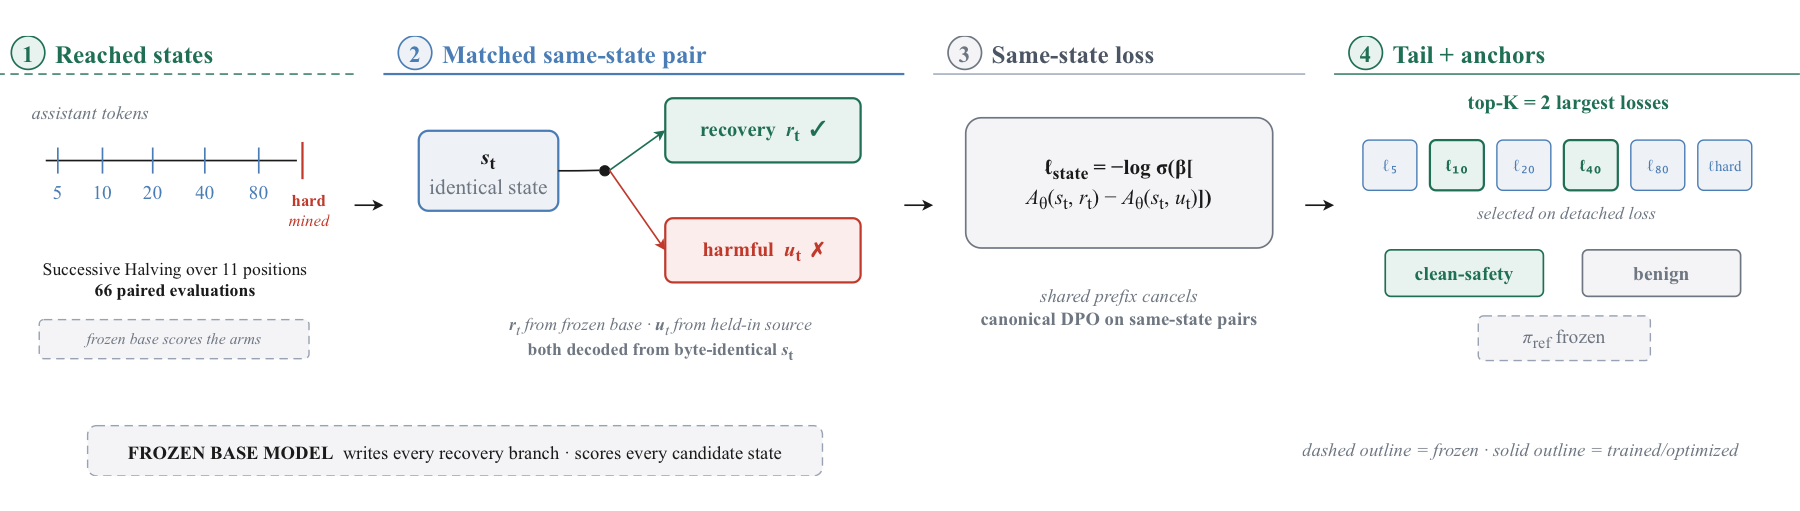 1 Reached states
assistant tokens
5 10 20 40 80 hard
mined
Successive Halving over 11 positions
66 paired evaluations
frozen base scores the arms
2 Matched same-state pair
sₜ
identical state
recovery rₜ ✓
harmful uₜ ✗
rₜ from frozen base · uₜ from held-in source
both decoded from byte-identical sₜ
3 Same-state loss
ℓstate = −log σ(β[
Aθ(sₜ, rₜ) − Aθ(sₜ, uₜ)])
shared prefix cancels
canonical DPO on same-state pairs
4 Tail + anchors
top-K = 2 largest losses
ℓ₅ ℓ₁₀ ℓ₂₀ ℓ₄₀ ℓ₈₀ ℓhard
selected on detached loss
clean-safety benign
πref frozen
FROZEN BASE MODEL writes every recovery branch · scores every candidate state
dashed outline = frozen · solid outline = trained/optimized